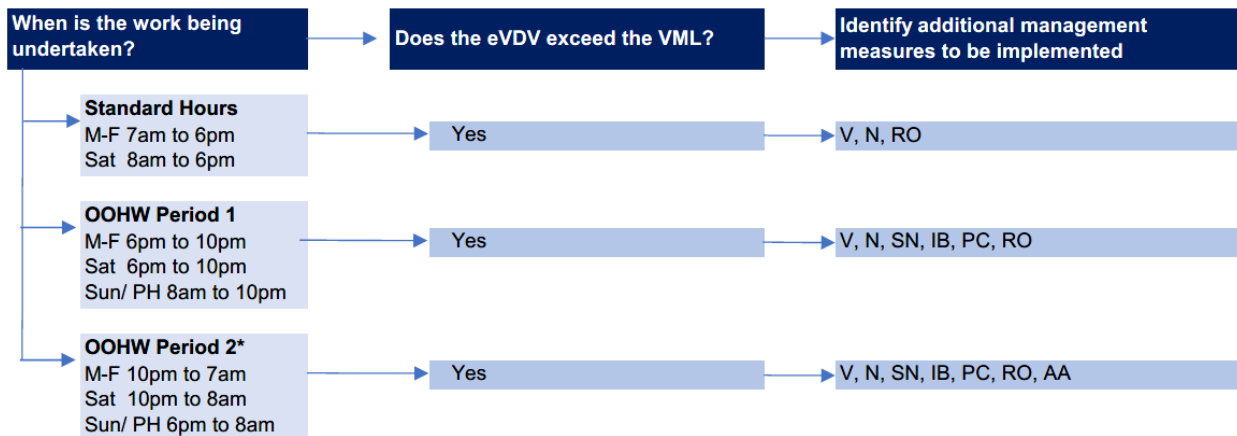 When is the work being
undertaken?
Does the eVDV exceed the VML?
Identify additional management
measures to be implemented
Standard Hours
M-F 7am to 6pm
Sat 8am to 6pm
Yes
V, N, RO
OOHW Period 1
M-F 6pm to 10pm
Sat 6pm to 10pm
Sun/ PH 8am to 10pm
Yes
V, N, SN, IB, PC, RO
OOHW Period 2*
M-F 10pm to 7am
Sat 10pm to 8am
Sun/ PH 6pm to 8am
Yes
V, N, SN, IB, PC, RO, AA